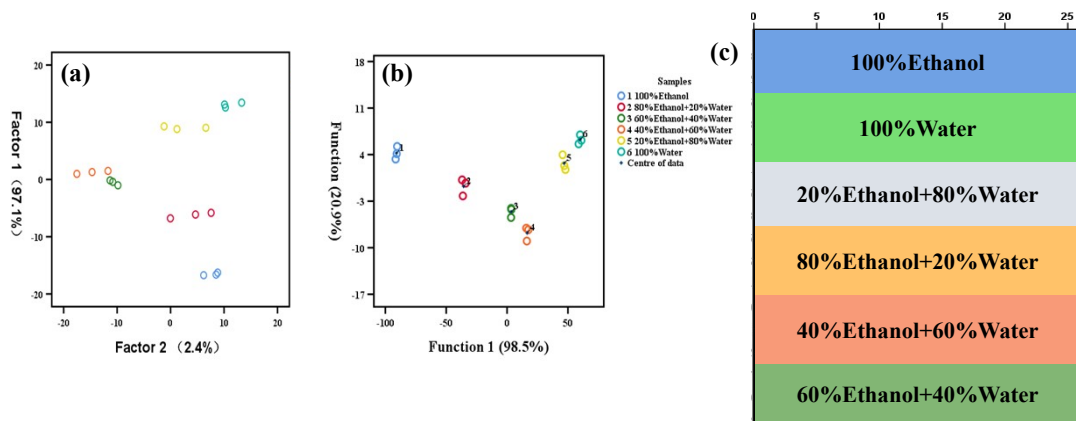 (a)
20
10
0
-10
-20
-20
-10
0
10
20
Factor 1 (97.1%)
Factor 2 (2.4%)
(b)
18
11
4
-3
-10
-17
-100
-50
0
50
Function (20.9%)
Function 1 (98.5%)
1
2
3
4
5
6
Samples
1 100%Ethanol
2 80%Ethanol+20%Water
3 60%Ethanol+40%Water
4 40%Ethanol+60%Water
5 20%Ethanol+80%Water
6 100%Water
Centre of data
(c)
0 5 10 15 20 25
100%Ethanol
100%Water
20%Ethanol+80%Water
80%Ethanol+20%Water
40%Ethanol+60%Water
60%Ethanol+40%Water